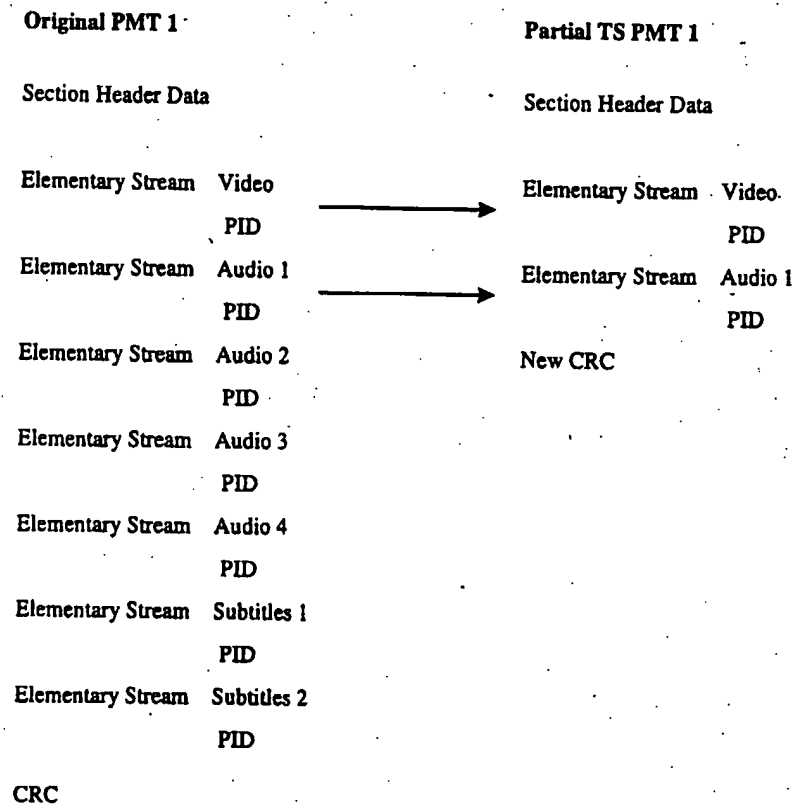 Original PMT 1
Section Header Data
Elementary Stream Video
PID
Elementary Stream Audio 1
PID
Elementary Stream Audio 2
PID
Elementary Stream Audio 3
PID
Elementary Stream Audio 4
PID
Elementary Stream Subtitles 1
PID
Elementary Stream Subtitles 2
PID
CRC
Partial TS PMT 1
Section Header Data
Elementary Stream Video
PID
Elementary Stream Audio 1
PID
New CRC